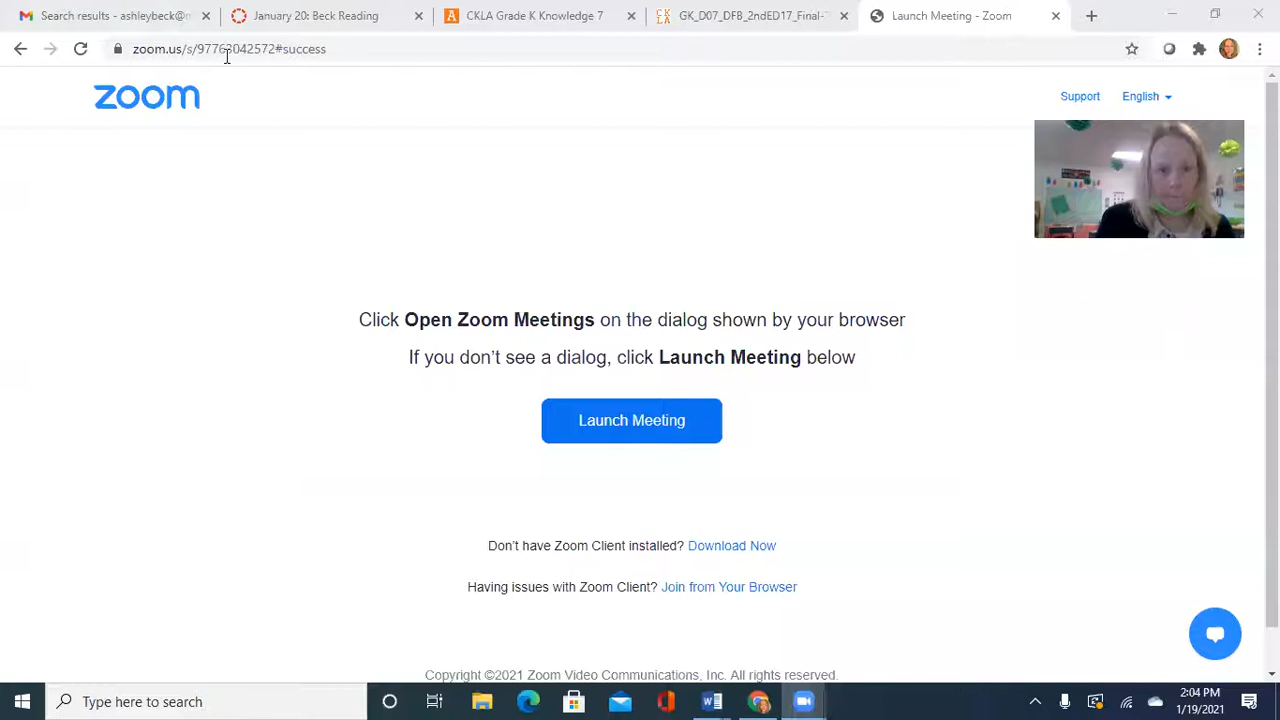 Search results - ashleybeck@
January 20: Beck Reading
CKLA Grade K Knowledge 7
GK_D07_DFB_2ndED17_Final-
Launch Meeting - Zoom
zoom.us/s/97763042572#success
zoom
Support
English
Click Open Zoom Meetings on the dialog shown by your browser
If you don’t see a dialog, click Launch Meeting below
Launch Meeting
Don’t have Zoom Client installed? Download Now
Having issues with Zoom Client? Join from Your Browser
Copyright ©2021 Zoom Video Communications, Inc. All rights reserved.
Type here to search
2:04 PM
1/19/2021